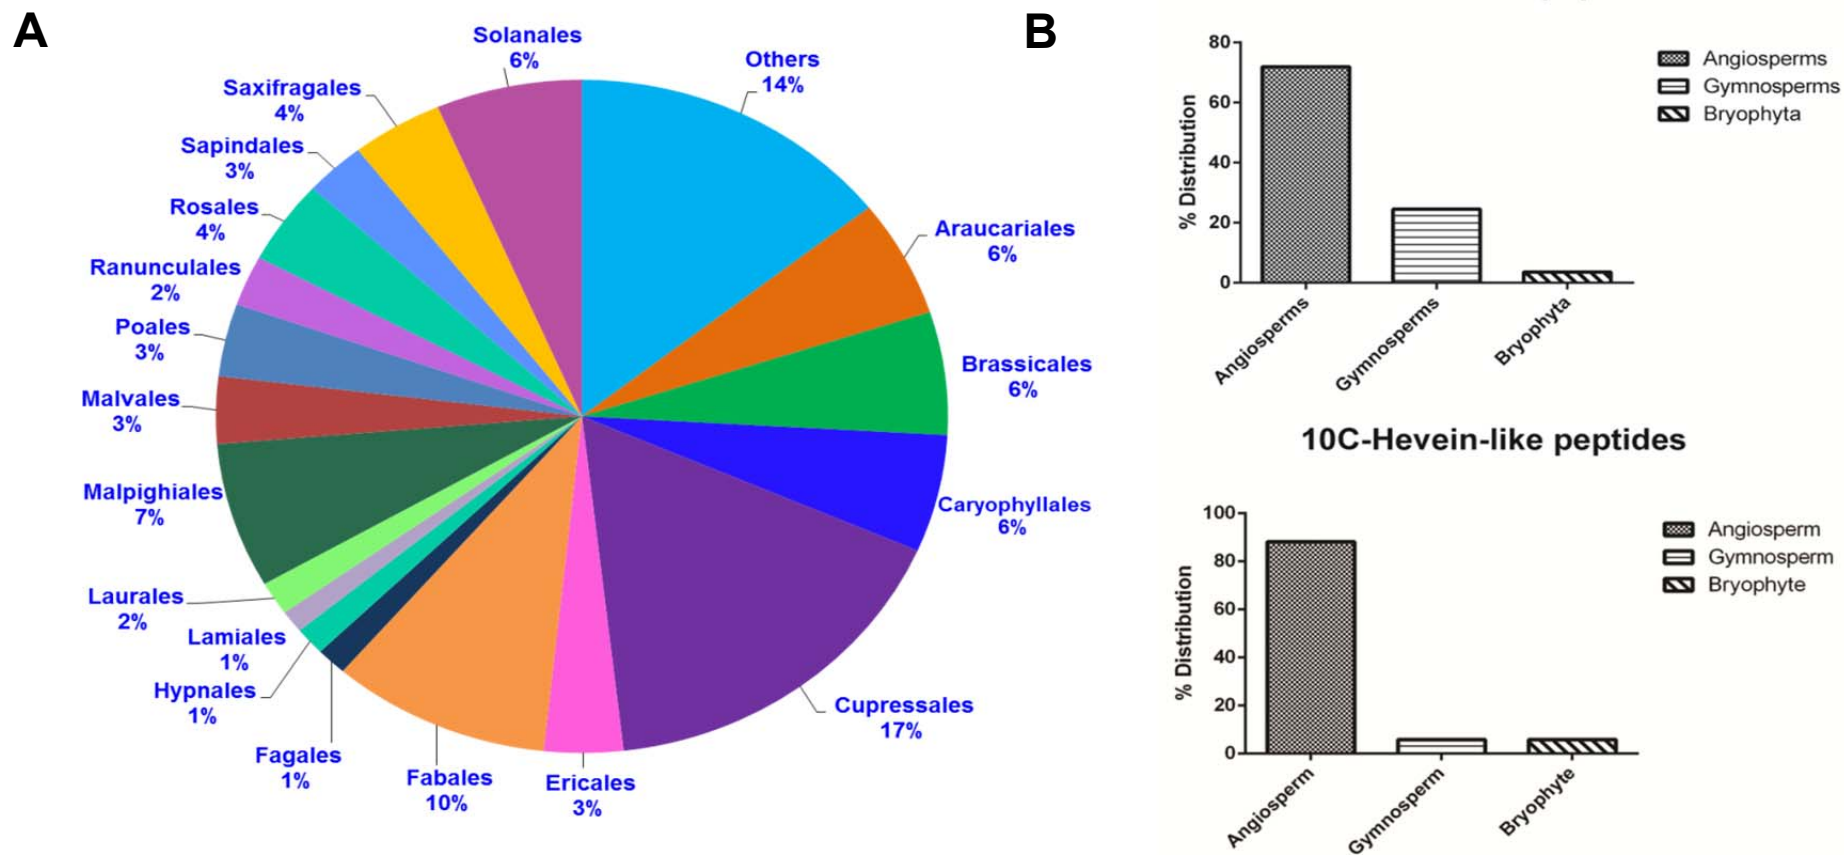 A
Solanales
6%
Others
14%
Saxifragales
4%
Sapindales
3%
Rosales
4%
Ranunculales
2%
Poales
3%
Malvales
3%
Malpighiales
7%
Laurales
2%
Lamiales
1%
Hypnales
1%
Fagales
1%
Fabales
10%
Ericales
3%
Cupressales
17%
Caryophyllales
6%
Brassicales
6%
Araucariales
6%
B
80
60
40
20
0
% Distribution
Angiosperms
Gymnosperms
Bryophyta
Angiosperms
Gymnosperms
Bryophyta
10C-Hevein-like peptides
100
80
60
40
20
0
% Distribution
Angiosperm
Gymnosperm
Bryophyte
Angiosperm
Gymnosperm
Bryophyte